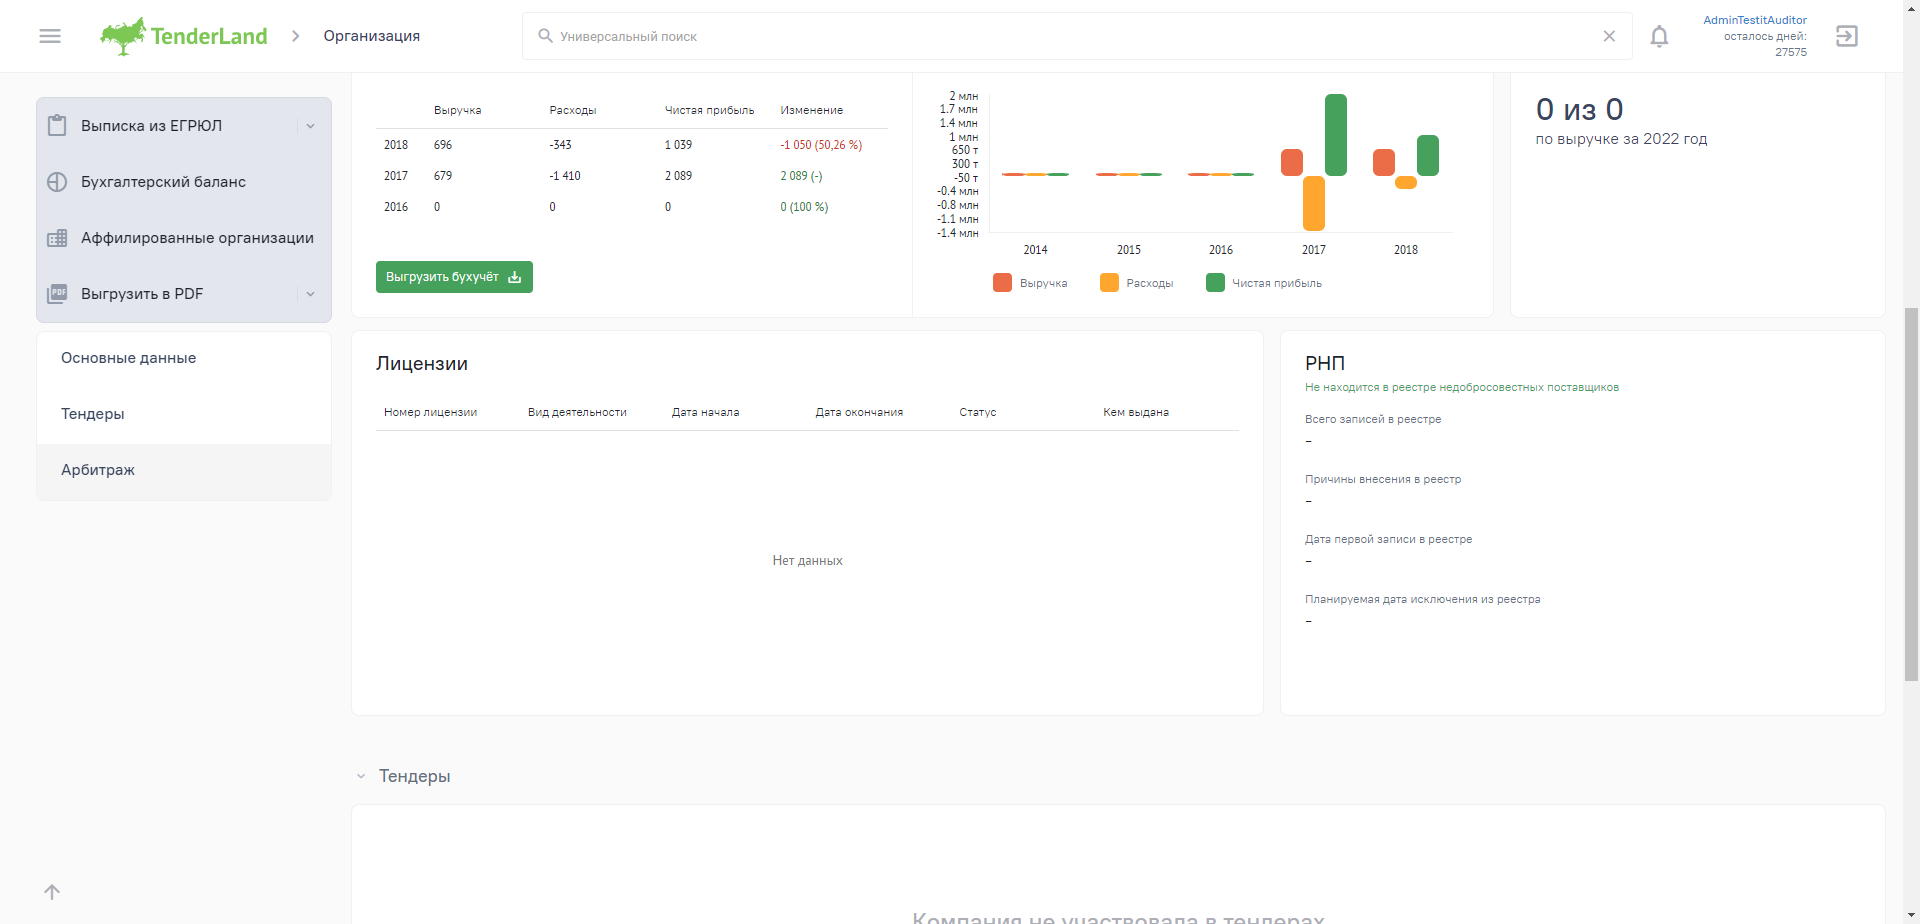 TenderLand
Организация
Универсальный поиск
AdminTestitAuditor
осталось дней:
27575
Выписка из ЕГРЮЛ
Бухгалтерский баланс
Аффилированные организации
PDF Выгрузить в PDF
Основные данные
Тендеры
Арбитраж
Выручка Расходы Чистая прибыль Изменение
2018 696 -343 1 039 -1 050 (50,26 %)
2017 679 -1 410 2 089 2 089 (-)
2016 0 0 0 0 (100 %)
Выгрузить бухучёт
2 млн
1.7 млн
1.4 млн
1 млн
650 т
300 т
-50 т
-0.4 млн
-0.8 млн
-1.1 млн
-1.4 млн
2014 2015 2016 2017 2018
Выручка Расходы Чистая прибыль
0 из 0
по выручке за 2022 год
Лицензии
Номер лицензии Вид деятельности Дата начала Дата окончания Статус Кем выдана
Нет данных
РНП
Не находится в реестре недобросовестных поставщиков
Всего записей в реестре
–
Причины внесения в реестр
–
Дата первой записи в реестре
–
Планируемая дата исключения из реестра
–
Тендеры
Компания не участвовала в тендерах